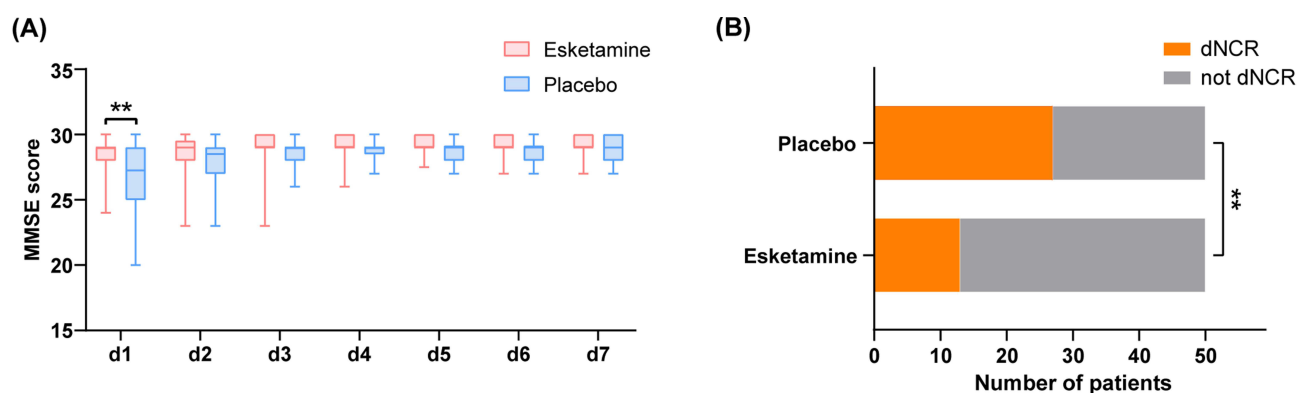 (A)
Esketamine
Placebo
MMSE score
35
30
25
20
15
**
d1 d2 d3 d4 d5 d6 d7
(B)
dNCR
not dNCR
Placebo
Esketamine
**
0 10 20 30 40 50
Number of patients